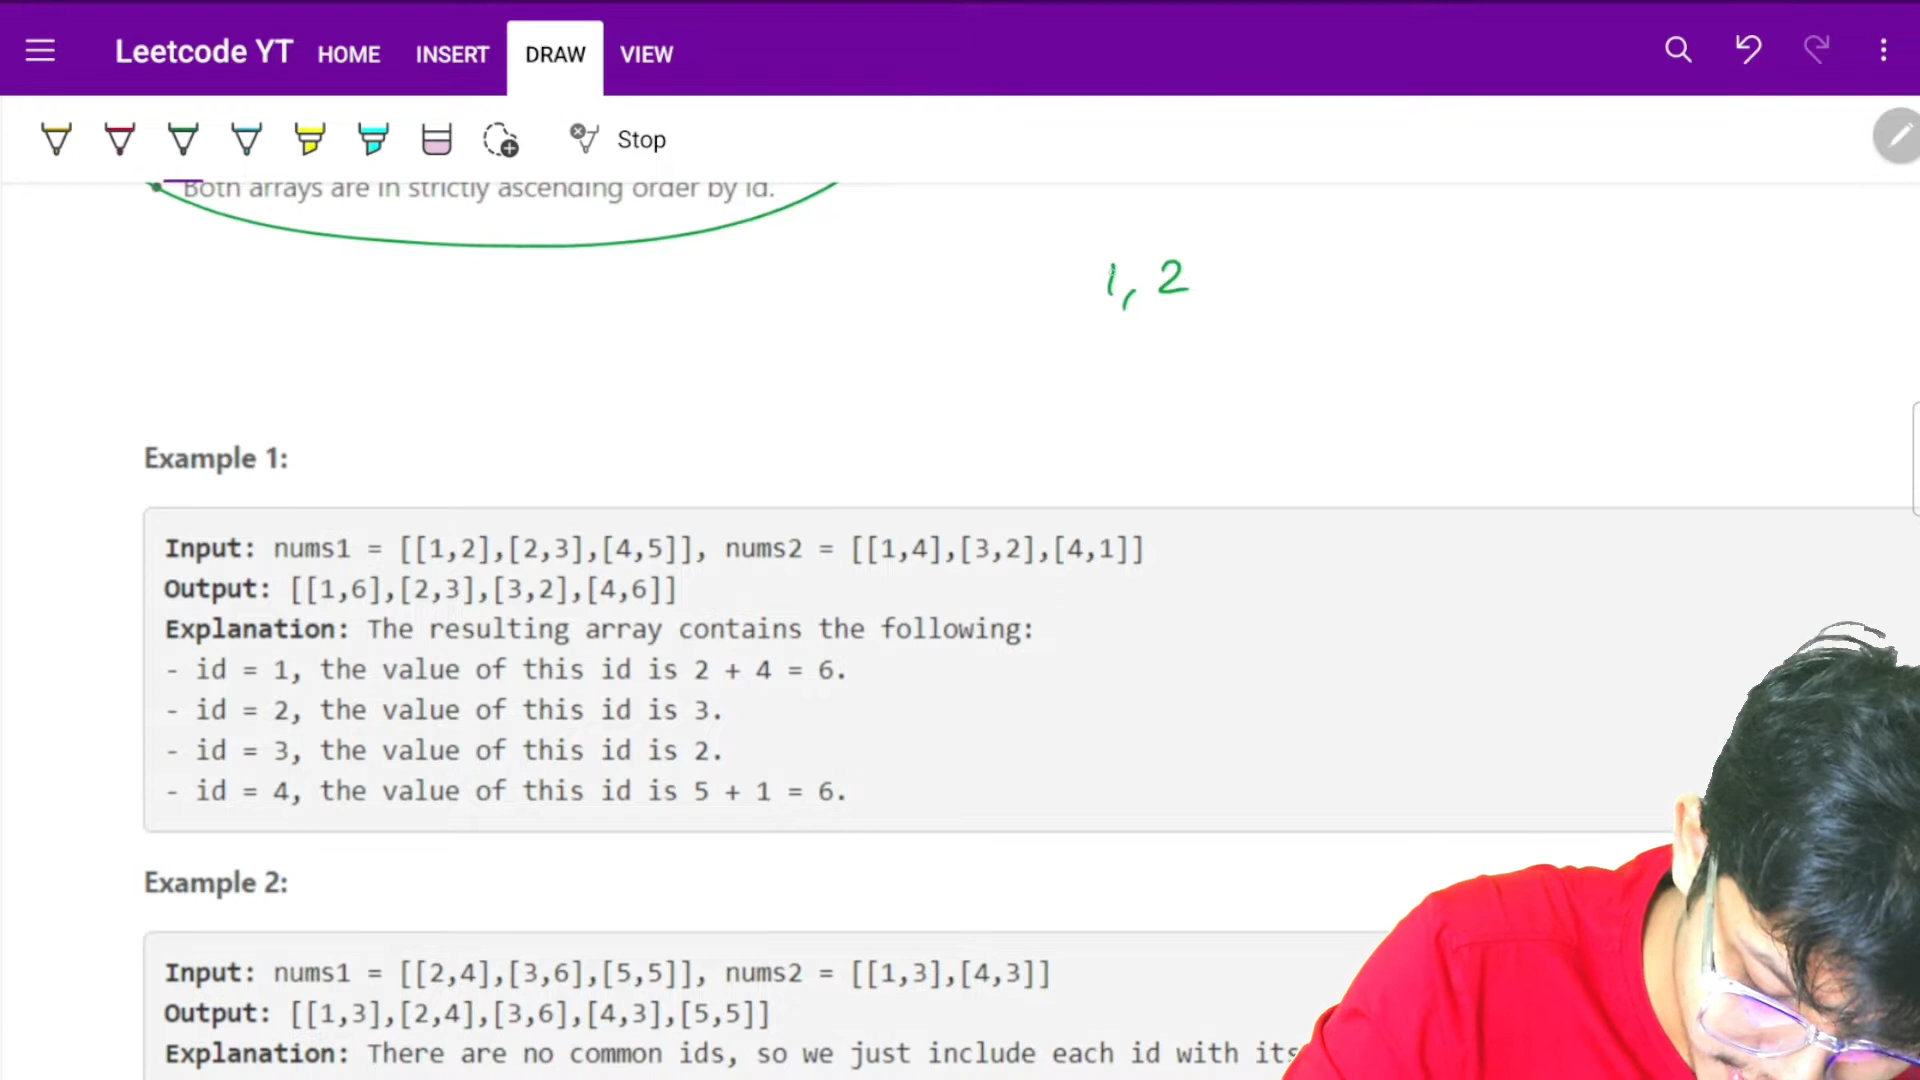 Leetcode YT HOME INSERT DRAW VIEW
Stop
Both arrays are in strictly ascending order by id.
1, 2
Example 1:
Input: nums1 = [[1,2],[2,3],[4,5]], nums2 = [[1,4],[3,2],[4,1]]
Output: [[1,6],[2,3],[3,2],[4,6]]
Explanation: The resulting array contains the following:
- id = 1, the value of this id is 2 + 4 = 6.
- id = 2, the value of this id is 3.
- id = 3, the value of this id is 2.
- id = 4, the value of this id is 5 + 1 = 6.
Example 2:
Input: nums1 = [[2,4],[3,6],[5,5]], nums2 = [[1,3],[4,3]]
Output: [[1,3],[2,4],[3,6],[4,3],[5,5]]
Explanation: There are no common ids, so we just include each id with its